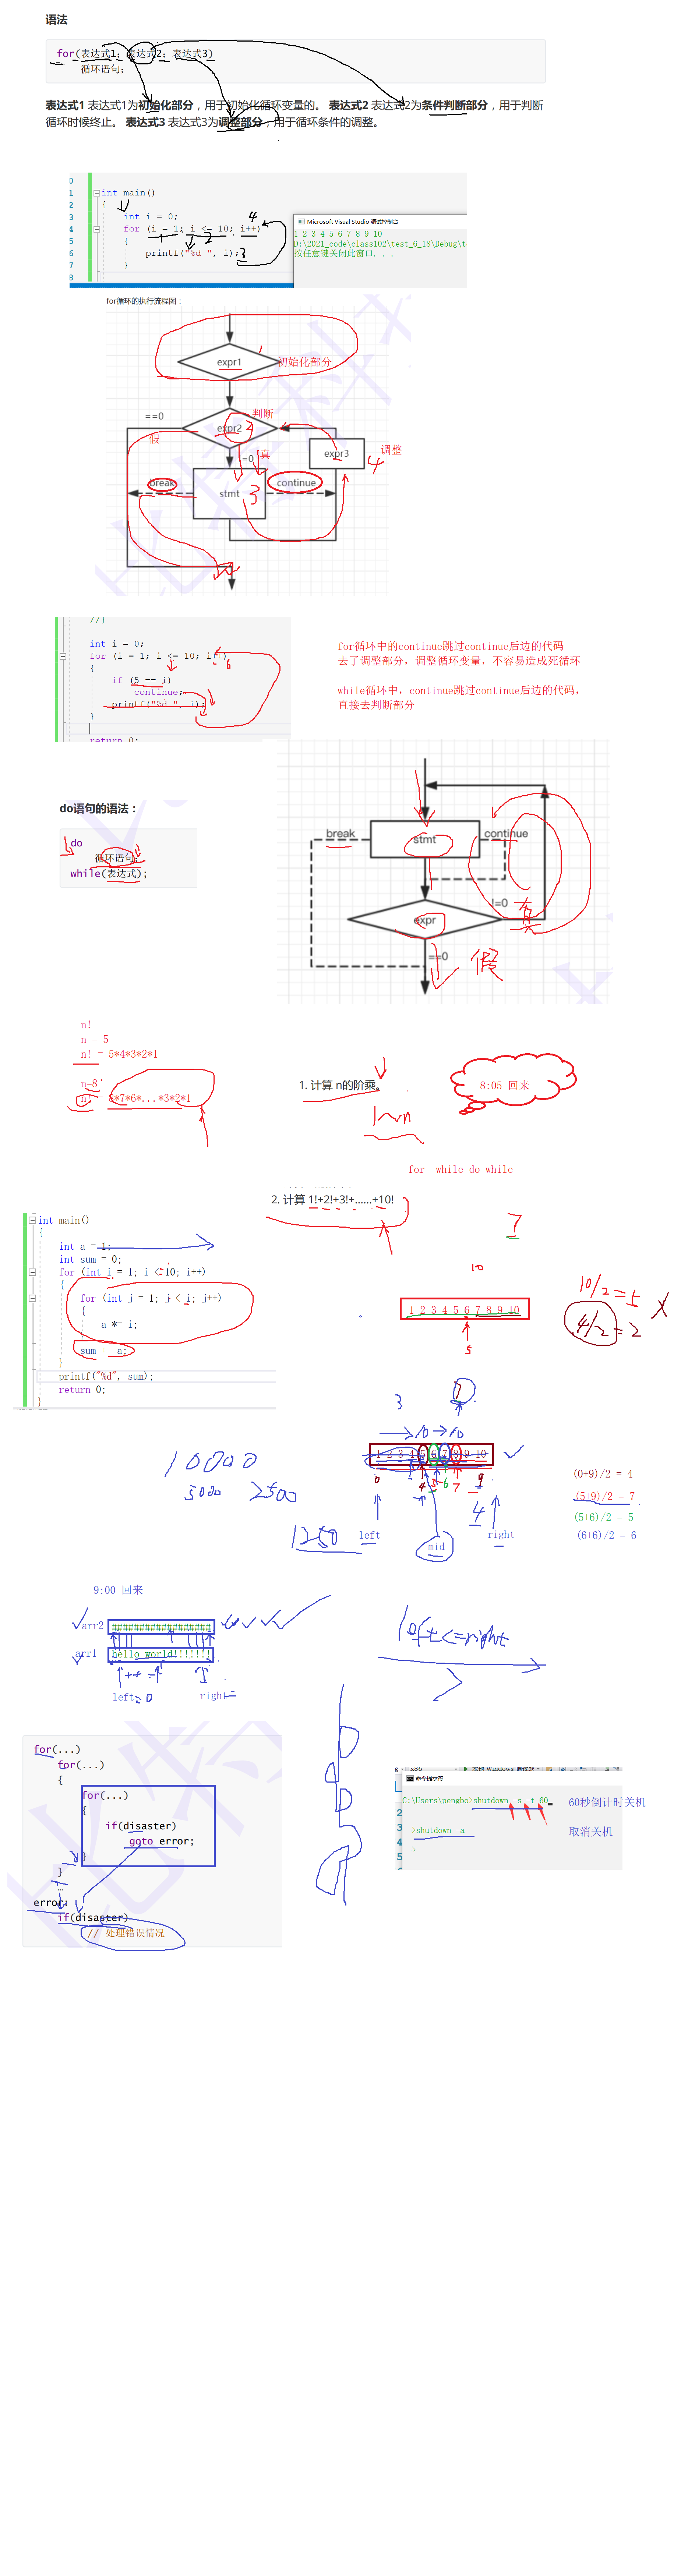 语法
for(表达式1; 表达式2; 表达式3)
循环语句;
表达式1 表达式1为初始化部分，用于初始化循环变量的。 表达式2 表达式2为条件判断部分，用于判断
循环时候终止。 表达式3 表达式3为调整部分，用于循环条件的调整。
0
1 int main()
2 {
3 int i = 0;
4 for (i = 1; i <= 10; i++)
5 {
6 printf("%d ", i);
7 }
8
1 2 3 4
Microsoft Visual Studio 调试控制台
1 2 3 4 5 6 7 8 9 10
D:\2021_code\class102\test_6_18\Debug\te
按任意键关闭此窗口. . .
for循环的执行流程图：
expr1 1 初始化部分
==0 判断
expr2 2
假
=0 真 expr3 调整
4
break continue
stmt 3
//}
int i = 0;
for (i = 1; i <= 10; i++)
6
{
if (5 == i)
continue;
printf("%d ", i);
}
return 0;
for循环中的continue跳过continue后边的代码
去了调整部分，调整循环变量，不容易造成死循环
while循环中，continue跳过continue后边的代码，
直接去判断部分
do语句的语法：
do
循环语句;
while(表达式);
break stmt continue
!=0 真
expr
==0 假
n!
n = 5
n! = 5*4*3*2*1
n=8
n! = 8*7*6*...*3*2*1
1. 计算 n的阶乘。
1~n
8:05 回来
for while do while
2. 计算 1!+2!+3!+……+10!
int main()
{
int a = 1;
int sum = 0;
for (int i = 1; i < 10; i++)
{
for (int j = 1; j < i; j++)
{
a *= i;
}
sum += a;
}
printf("%d", sum);
return 0;
}
7
10
1 2 3 4 5 6 7 8 9 10
5
10/2=5
4/2=2
3 7
10 10
1 2 3 4 5 6 7 8 9 10
0 4 5 6 7 9
4
left mid right
10000
5000 2500
1250
(0+9)/2 = 4
(5+9)/2 = 7
(5+6)/2 = 5
(6+6)/2 = 6
9:00 回来
arr2 ###################
arr1 hello world!!!!!!!
++
left=0 right=
left<=right
for(...)
for(...)
{
for(...)
{
if(disaster)
goto error;
}
}
…
error:
if(disaster)
// 处理错误情况
x86 本地 Windows 调试器
命令提示符
C:\Users\pengbo>shutdown -s -t 60
2
3 >shutdown -a
4
5
60秒倒计时关机
取消关机